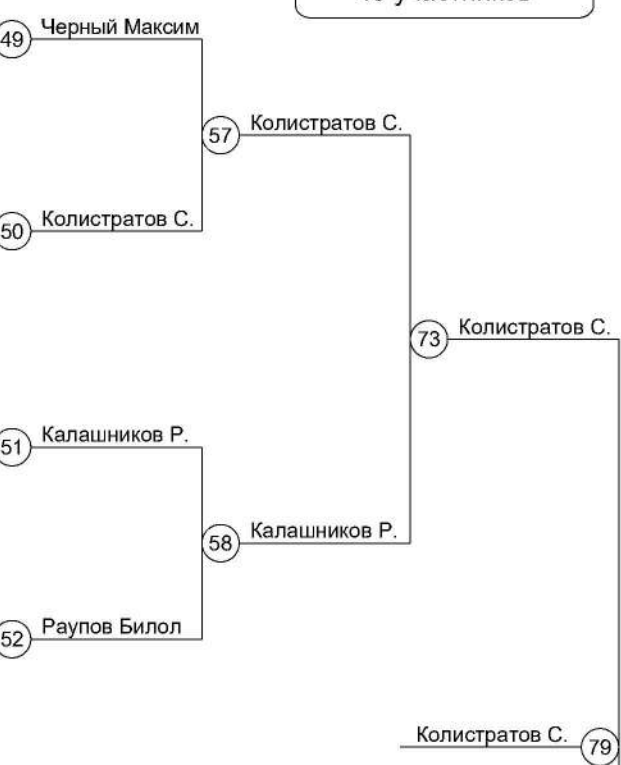 49 Черный Максим
57 Колистратов С.
50 Колистратов С.
73 Колистратов С.
51 Калашников Р.
58 Калашников Р.
52 Раупов Билол
Колистратов С. 79